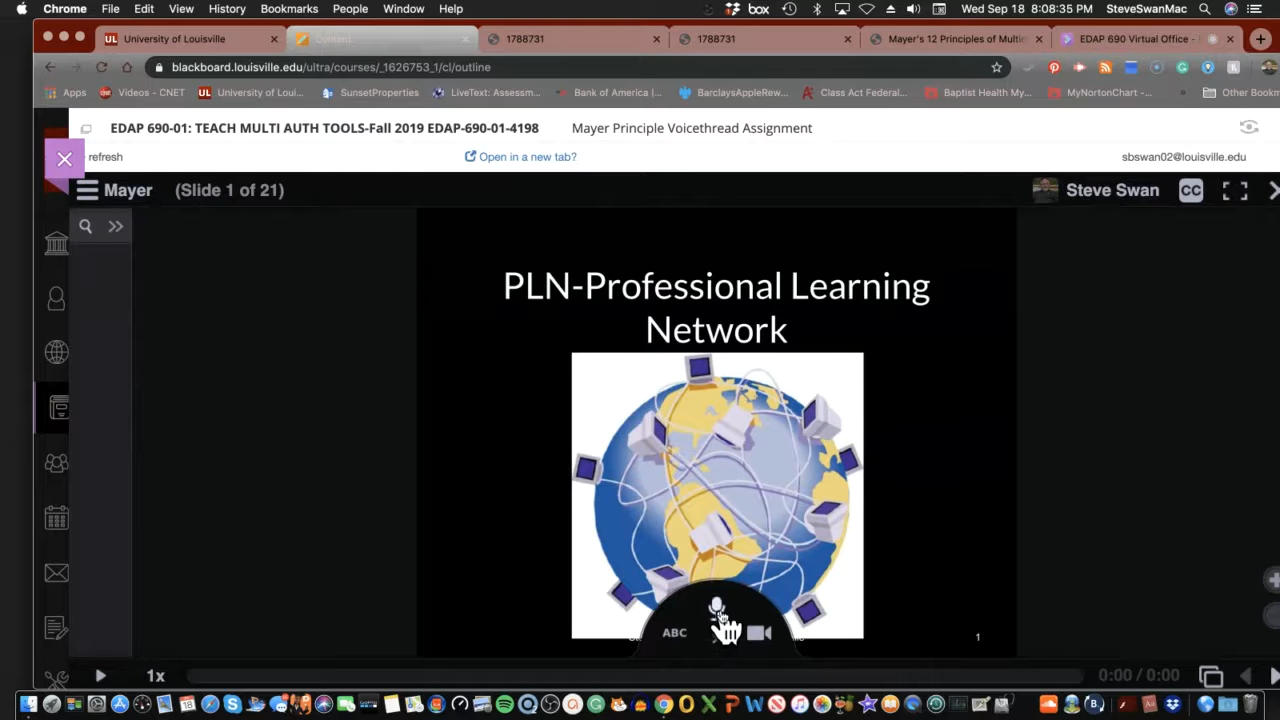 Chrome File Edit View History Bookmarks People Window Help box Wed Sep 18 8:08:35 PM SteveSwanMac
UL University of Louisville × Content × 1788731 × 1788731 × Mayer's 12 Principles of Multi × EDAP 690 Virtual Office - ×
blackboard.louisville.edu/ultra/courses/_1626753_1/cl/outline
Apps Videos - CNET UL University of Loui... SunsetProperties LiveText: Assessm... Bank of America |... BarclaysAppleRew... Class Act Federal... Baptist Health My... MyNortonChart -... » Other Bookm
EDAP 690-01: TEACH MULTI AUTH TOOLS-Fall 2019 EDAP-690-01-4198 Mayer Principle Voicethread Assignment
refresh Open in a new tab? sbswan02@louisville.edu
Mayer (Slide 1 of 21) Steve Swan CC
PLN-Professional Learning
Network
ABC
1
1x 0:00 / 0:00